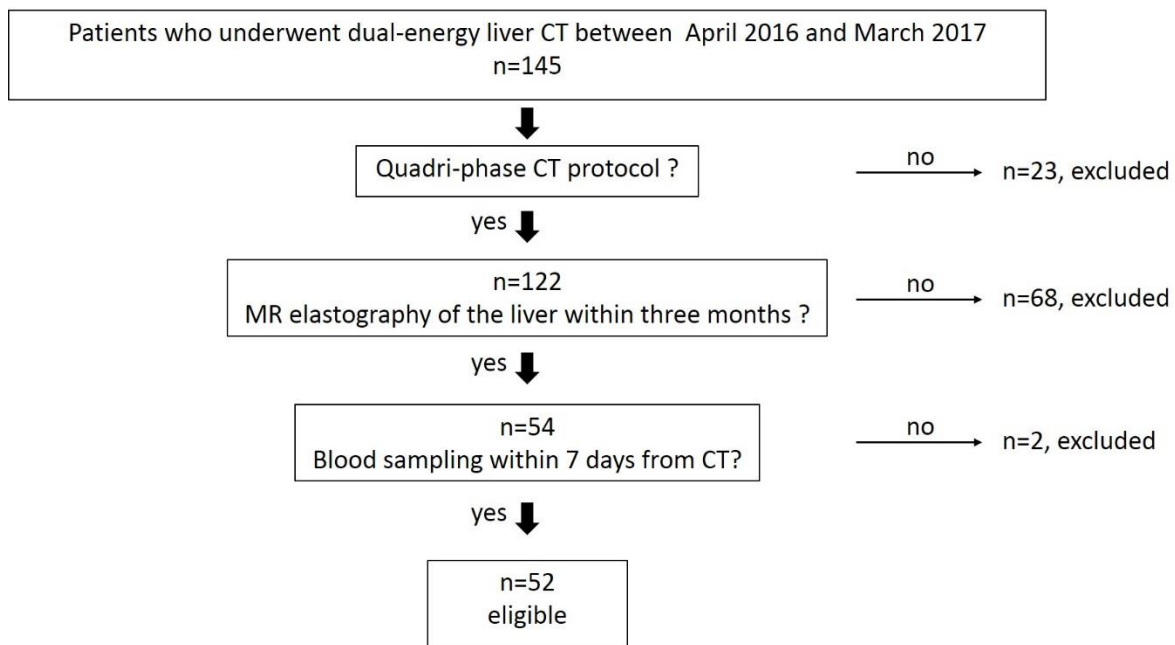 Patients who underwent dual-energy liver CT between April 2016 and March 2017
n=145
Quadri-phase CT protocol ?
no
n=23, excluded
yes
n=122
MR elastography of the liver within three months ?
no
n=68, excluded
yes
n=54
Blood sampling within 7 days from CT?
no
n=2, excluded
yes
n=52
eligible